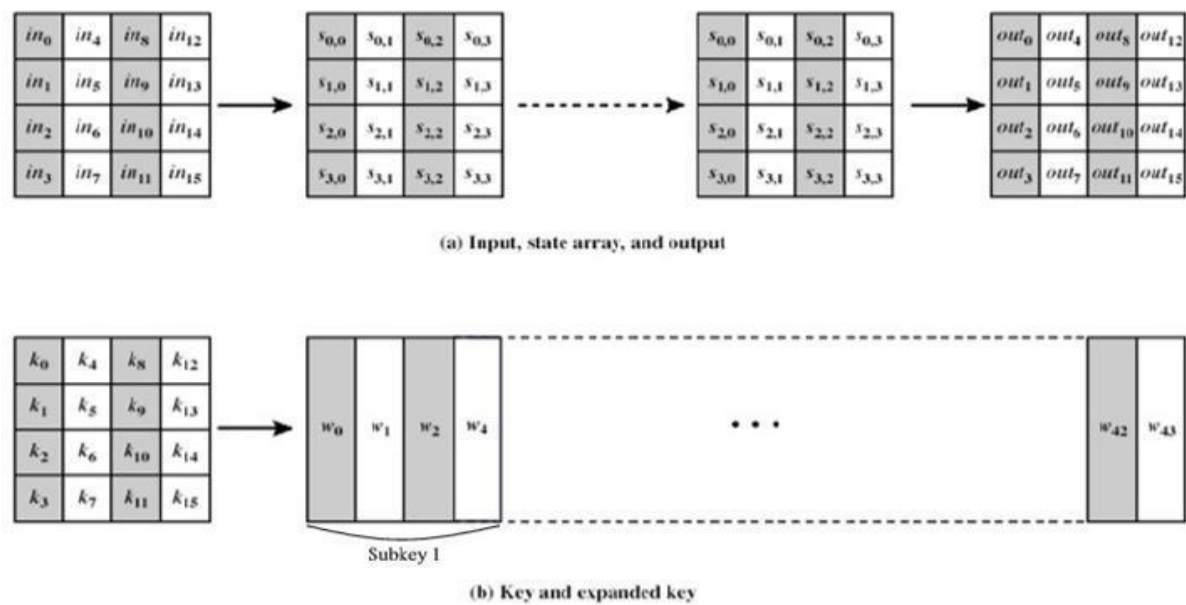 in₀ in₄ in₈ in₁₂ s₀,₀ s₀,₁ s₀,₂ s₀,₃ s₀,₀ s₀,₁ s₀,₂ s₀,₃ out₀ out₄ out₈ out₁₂
in₁ in₅ in₉ in₁₃ s₁,₀ s₁,₁ s₁,₂ s₁,₃ s₁,₀ s₁,₁ s₁,₂ s₁,₃ out₁ out₅ out₉ out₁₃
in₂ in₆ in₁₀ in₁₄ s₂,₀ s₂,₁ s₂,₂ s₂,₃ s₂,₀ s₂,₁ s₂,₂ s₂,₃ out₂ out₆ out₁₀ out₁₄
in₃ in₇ in₁₁ in₁₅ s₃,₀ s₃,₁ s₃,₂ s₃,₃ s₃,₀ s₃,₁ s₃,₂ s₃,₃ out₃ out₇ out₁₁ out₁₅
(a) Input, state array, and output
k₀ k₄ k₈ k₁₂
k₁ k₅ k₉ k₁₃
w₀ w₁ w₂ w₄ • • • w₄₂ w₄₃
k₂ k₆ k₁₀ k₁₄
k₃ k₇ k₁₁ k₁₅
Subkey 1
(b) Key and expanded key